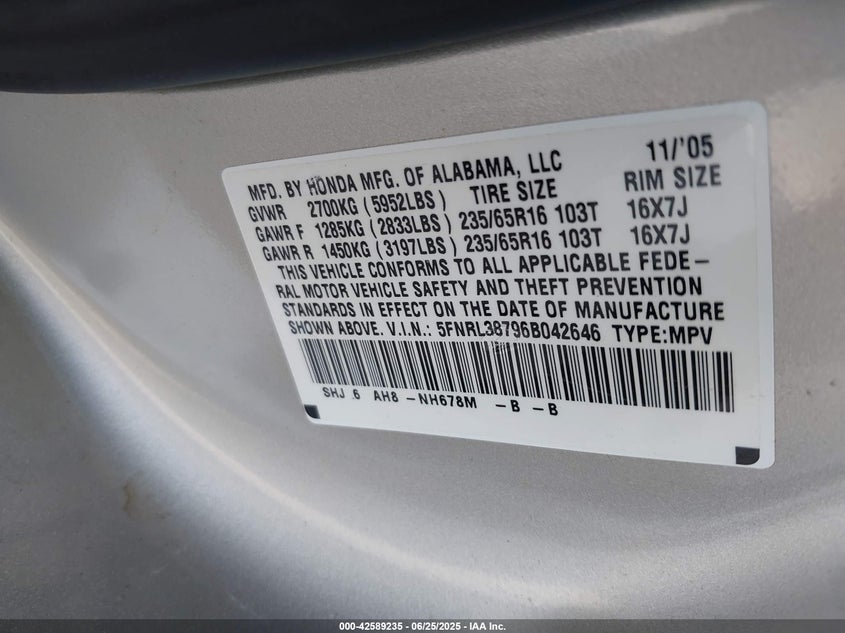 MFD. BY HONDA MFG. OF ALABAMA, LLC 11/'05
GVWR 2700KG (5952LBS) TIRE SIZE RIM SIZE
GAWR F 1285KG (2833LBS) 235/65R16 103T 16X7J
GAWR R 1450KG (3197LBS) 235/65R16 103T 16X7J
THIS VEHICLE CONFORMS TO ALL APPLICABLE FEDE-
RAL MOTOR VEHICLE SAFETY AND THEFT PREVENTION
STANDARDS IN EFFECT ON THE DATE OF MANUFACTURE
SHOWN ABOVE. V.I.N.: 5FNRL38796B042646 TYPE:MPV
SHJ 6 AH8 -NH678M -B -B
000-42589235 - 06/25/2025 - IAA Inc.